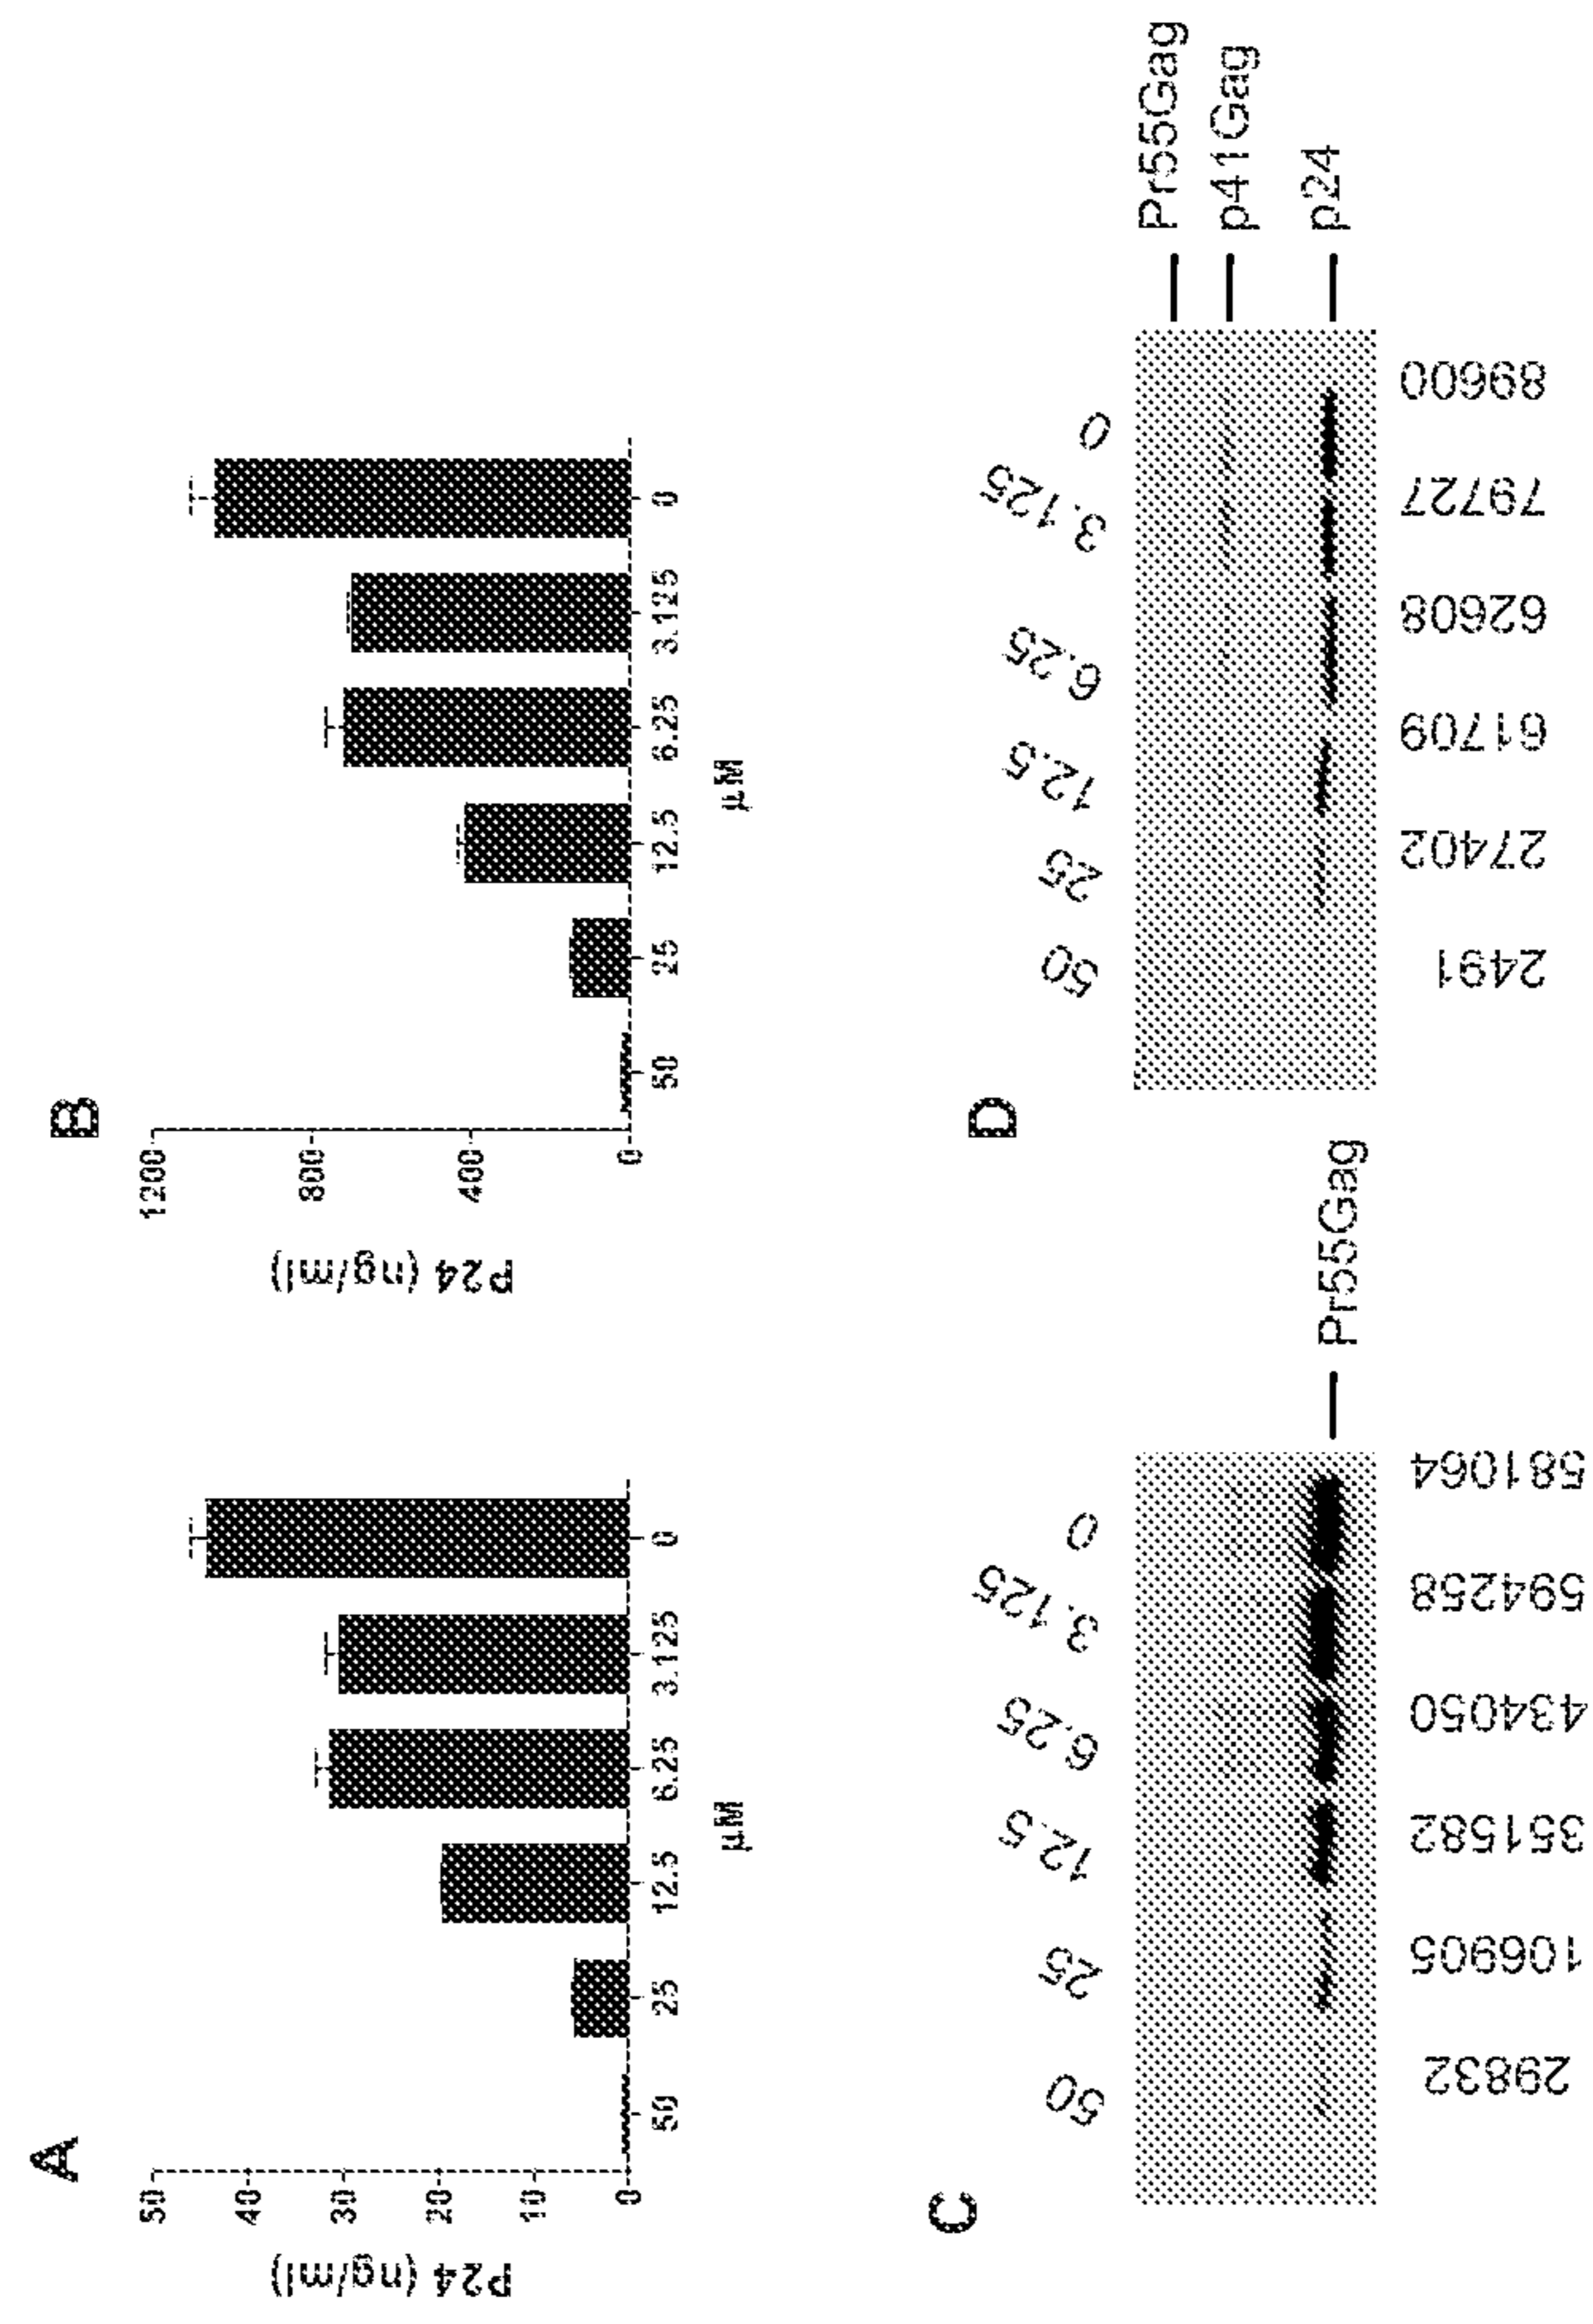 A
P24 (ng/ml)
50
40
30
20
10
0
50 25 12.5 6.25 3.125 0
µM
B
P24 (ng/ml)
1200
800
400
0
50 25 12.5 6.25 3.125 0
µM
C
50 25 12.5 6.25 3.125 0
Pr55Gag
29832 106905 351582 434050 594258 581064
D
50 25 12.5 6.25 3.125 0
Pr55Gag
p41Gag
p24
2491 27402 61709 62608 79727 89600